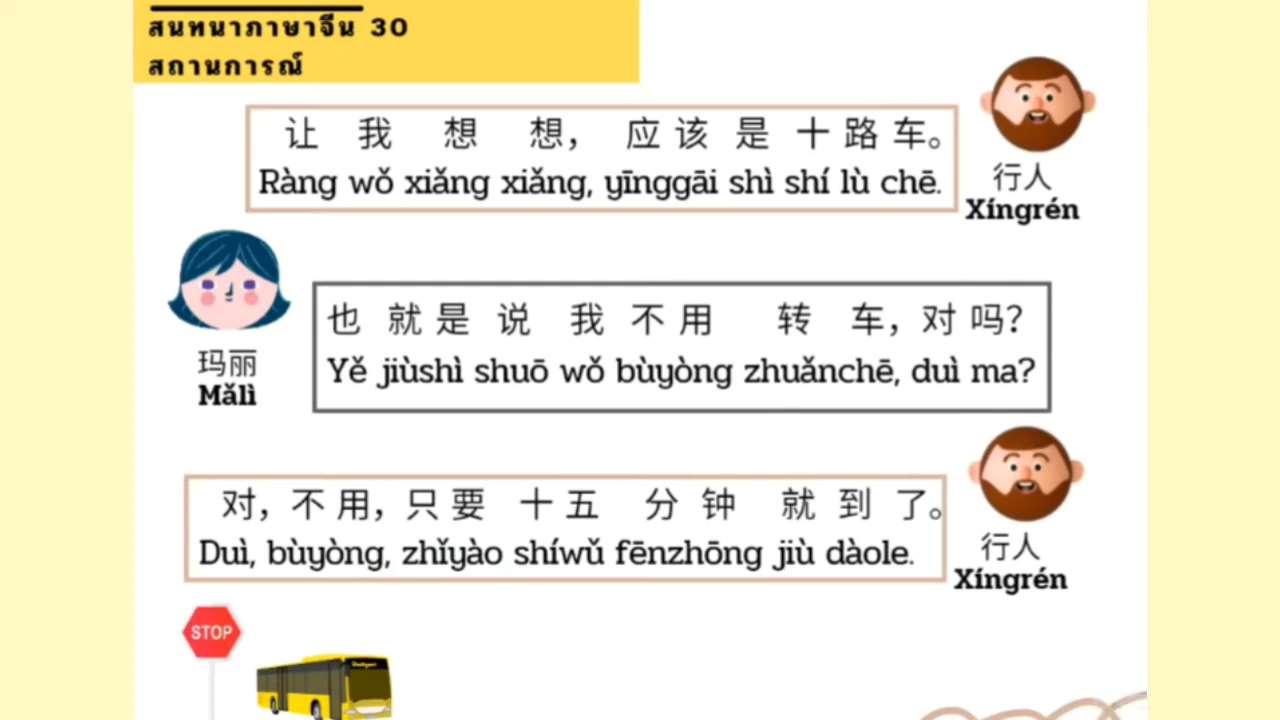 สนทนาภาษาจีน 30
สถานการณ์
让我想想，应该是十路车。
Ràng wǒ xiǎng xiǎng, yīnggāi shì shí lù chē.
行人
Xíngrén
也就是说我不用转车，对吗？
Yě jiùshì shuō wǒ bùyòng zhuǎnchē, duì ma?
玛丽
Mǎlì
对，不用，只要十五分钟就到了。
Duì, bùyòng, zhǐyào shíwǔ fēnzhōng jiù dàole.
行人
Xíngrén
STOP